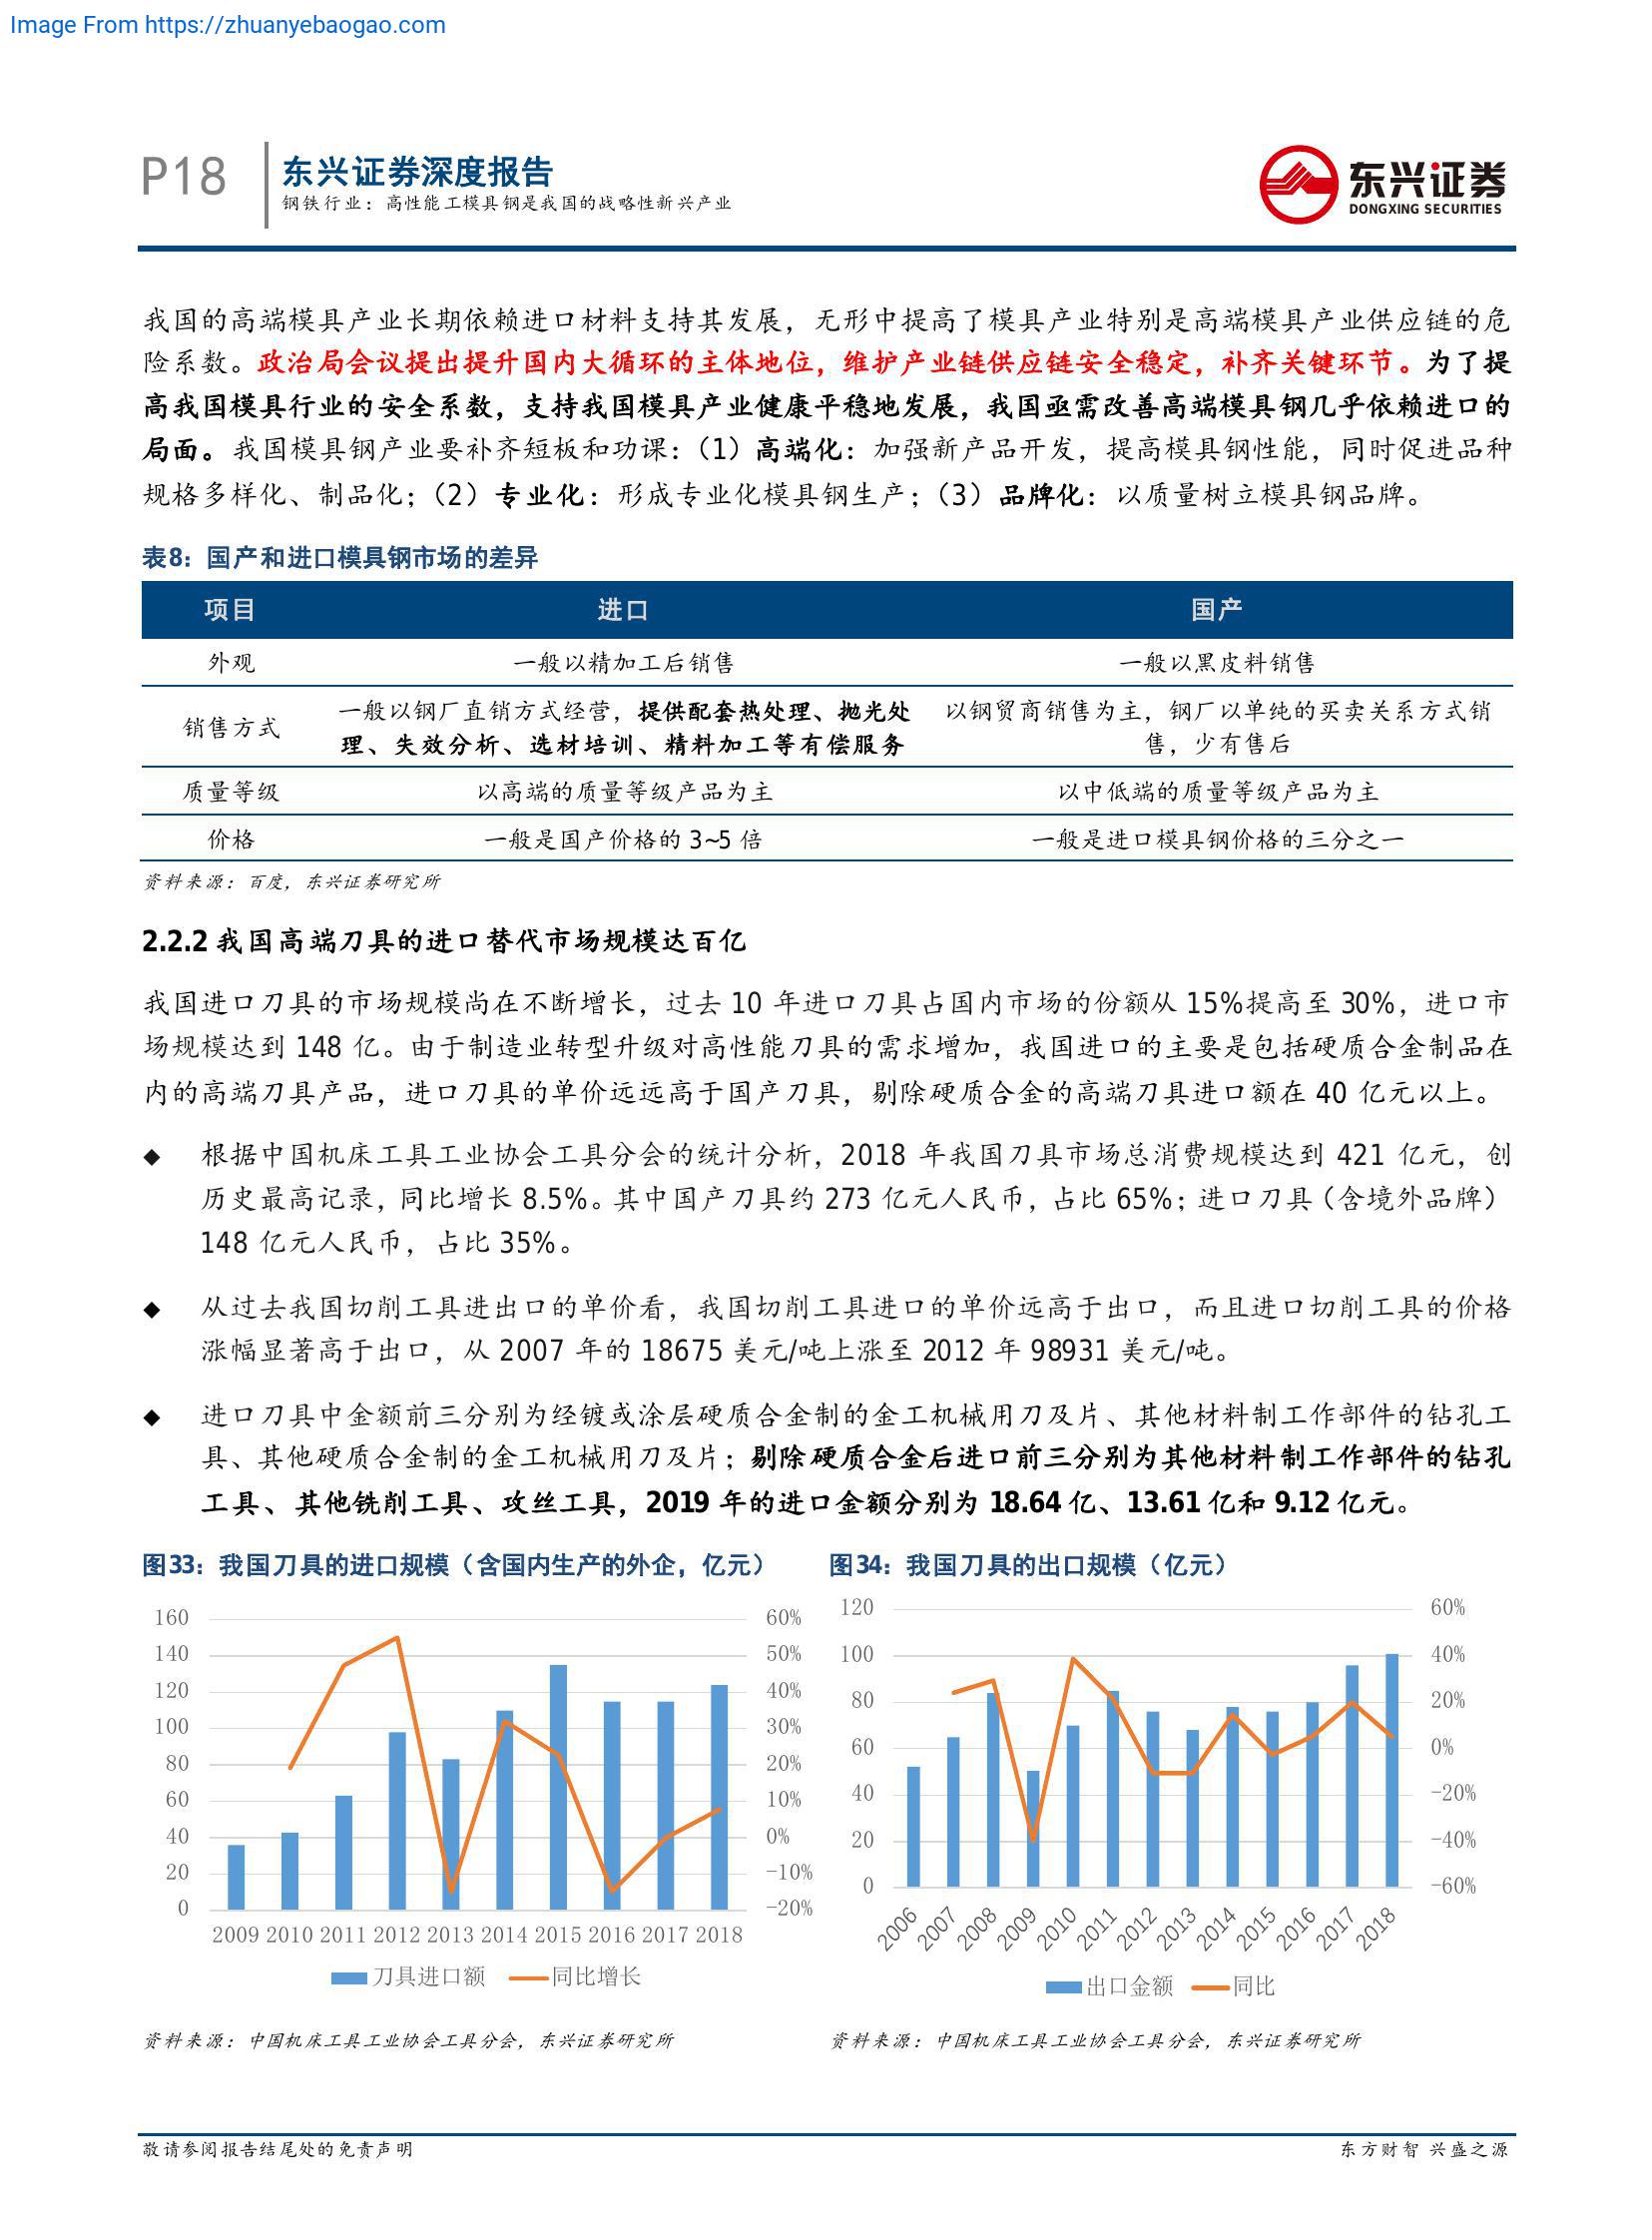 Image From https://zhuanyebaogao.com
P18
东兴证券深度报告
钢铁行业：高性能工模具钢是我国的战略性新兴产业
东兴证券
DONGXING SECURITIES
我国的高端模具产业长期依赖进口材料支持其发展，无形中提高了模具产业特别是高端模具产业供应链的危
险系数。政治局会议提出提升国内大循环的主体地位，维护产业链供应链安全稳定，补齐关键环节。为了提
高我国模具行业的安全系数，支持我国模具产业健康平稳地发展，我国亟需改善高端模具钢几乎依赖进口的
局面。我国模具钢产业要补齐短板和功课：（1）高端化：加强新产品开发，提高模具钢性能，同时促进品种
规格多样化、制品化；（2）专业化：形成专业化模具钢生产；（3）品牌化：以质量树立模具钢品牌。
表8：国产和进口模具钢市场的差异
项目 进口 国产
外观 一般以精加工后销售 一般以黑皮料销售
销售方式 一般以钢厂直销方式经营，提供配套热处理、抛光处 以钢贸商销售为主，钢厂以单纯的买卖关系方式销
理、失效分析、选材培训、精料加工等有偿服务 售，少有售后
质量等级 以高端的质量等级产品为主 以中低端的质量等级产品为主
价格 一般是国产价格的 3~5 倍 一般是进口模具钢价格的三分之一
资料来源：百度，东兴证券研究所
2.2.2 我国高端刀具的进口替代市场规模达百亿
我国进口刀具的市场规模尚在不断增长，过去 10 年进口刀具占国内市场的份额从 15%提高至 30%，进口市
场规模达到 148 亿。由于制造业转型升级对高性能刀具的需求增加，我国进口的主要是包括硬质合金制品在
内的高端刀具产品，进口刀具的单价远远高于国产刀具，剔除硬质合金的高端刀具进口额在 40 亿元以上。
◆ 根据中国机床工具工业协会工具分会的统计分析，2018 年我国刀具市场总消费规模达到 421 亿元，创
历史最高记录，同比增长 8.5%。其中国产刀具约 273 亿元人民币，占比 65%；进口刀具（含境外品牌）
148 亿元人民币，占比 35%。
◆ 从过去我国切削工具进出口的单价看，我国切削工具进口的单价远高于出口，而且进口切削工具的价格
涨幅显著高于出口，从 2007 年的 18675 美元/吨上涨至 2012 年 98931 美元/吨。
◆ 进口刀具中金额前三分别为经镀或涂层硬质合金制的金工机械用刀及片、其他材料制工作部件的钻孔工
具、其他硬质合金制的金工机械用刀及片；剔除硬质合金后进口前三分别为其他材料制工作部件的钻孔
工具、其他铣削工具、攻丝工具，2019 年的进口金额分别为 18.64 亿、13.61 亿和 9.12 亿元。
图33：我国刀具的进口规模（含国内生产的外企，亿元）
160 60%
140 50%
120 40%
100 30%
80 20%
60 10%
40 0%
20 -10%
0 -20%
2009 2010 2011 2012 2013 2014 2015 2016 2017 2018
刀具进口额 同比增长
资料来源：中国机床工具工业协会工具分会，东兴证券研究所
图34：我国刀具的出口规模（亿元）
120 60%
100 40%
80 20%
60 0%
40 -20%
20 -40%
0 -60%
2006 2007 2008 2009 2010 2011 2012 2013 2014 2015 2016 2017 2018
出口金额 同比
资料来源：中国机床工具工业协会工具分会，东兴证券研究所
敬请参阅报告结尾处的免责声明
东方财智 兴盛之源